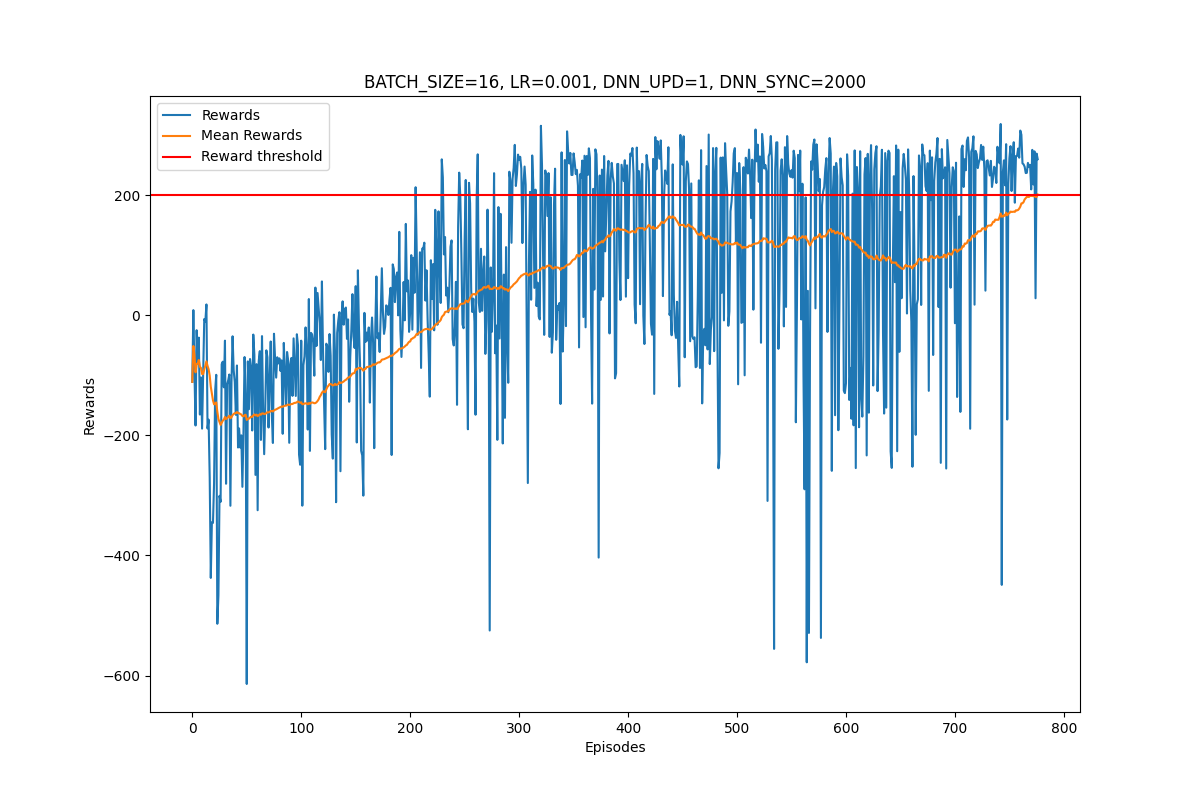 BATCH_SIZE=16, LR=0.001, DNN_UPD=1, DNN_SYNC=2000
Rewards
Mean Rewards
Reward threshold
200
0
−200
−400
−600
Rewards
0
100
200
300
400
500
600
700
800
Episodes